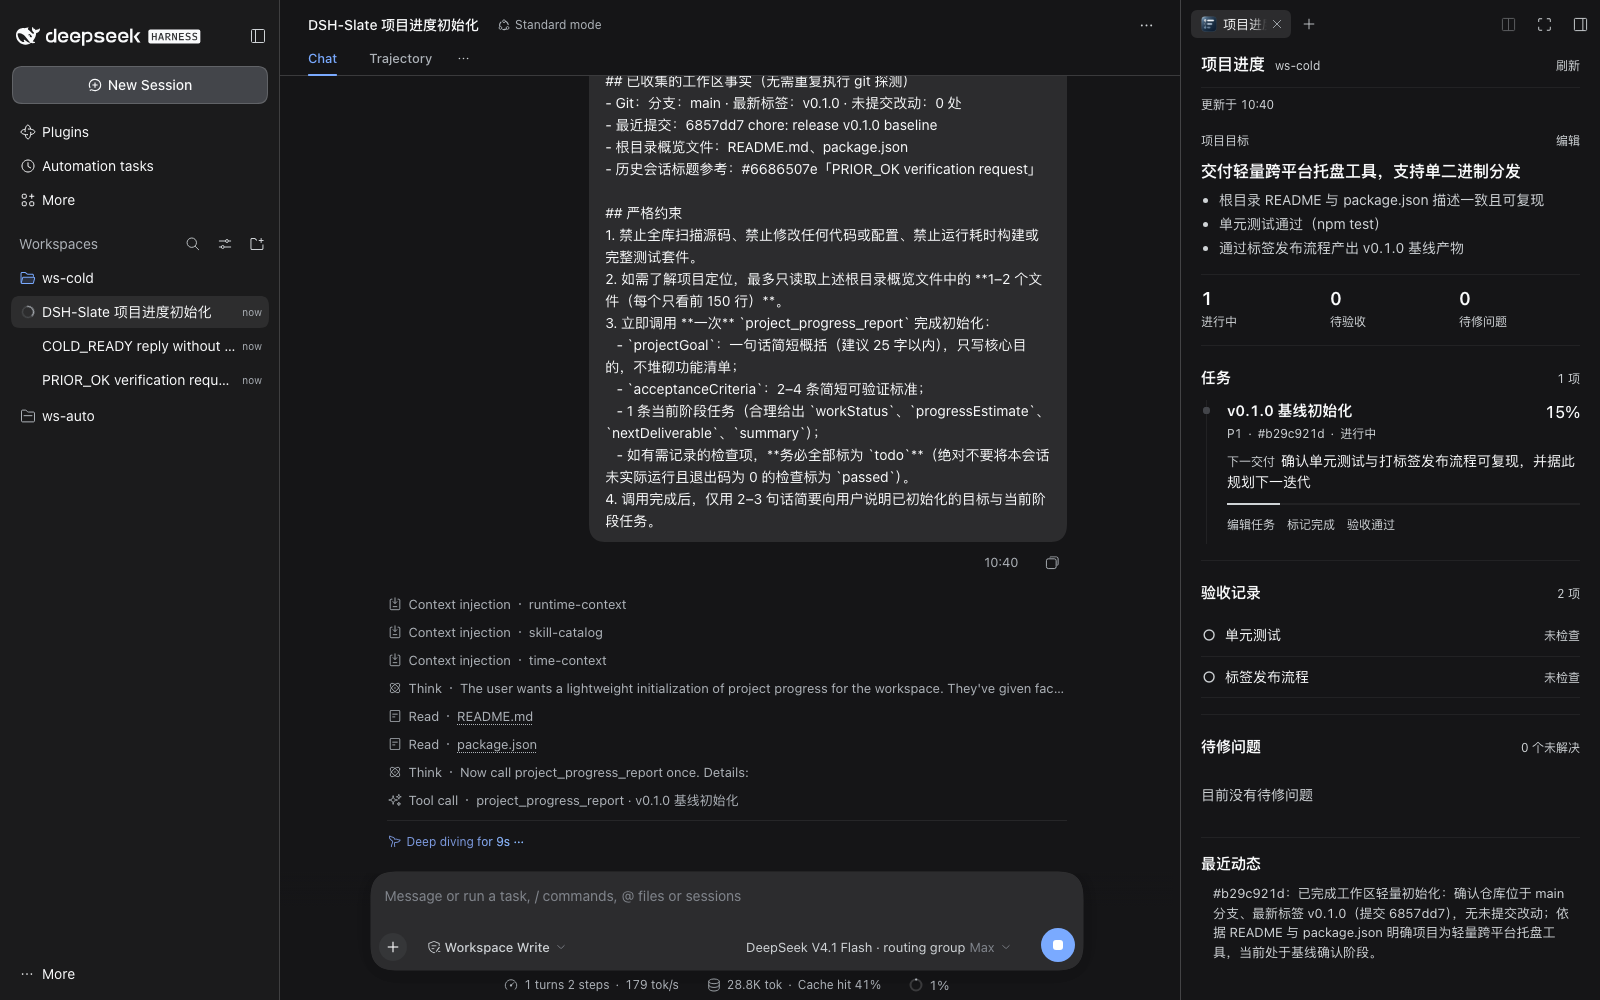 deepseek HARNESS
New Session
Plugins
Automation tasks
More
Workspaces
ws-cold
DSH-Slate 项目进度初始化 now
COLD_READY reply without ... now
PRIOR_OK verification requ... now
ws-auto
More
DSH-Slate 项目进度初始化 Standard mode
Chat Trajectory
## 已收集的工作区事实（无需重复执行 git 探测）
- Git：分支：main · 最新标签：v0.1.0 · 未提交改动：0 处
- 最近提交：6857dd7 chore: release v0.1.0 baseline
- 根目录概览文件：README.md、package.json
- 历史会话标题参考：#6686507e「PRIOR_OK verification request」
## 严格约束
1. 禁止全库扫描源码、禁止修改任何代码或配置、禁止运行耗时构建或
完整测试套件。
2. 如需了解项目定位，最多只读取上述根目录概览文件中的 **1–2 个文
件（每个只看前 150 行）**。
3. 立即调用 **一次** `project_progress_report` 完成初始化：
- `projectGoal`：一句话简短概括（建议 25 字以内），只写核心目
的，不堆砌功能清单；
- `acceptanceCriteria`：2–4 条简短可验证标准；
- 1 条当前阶段任务（合理给出 `workStatus`、`progressEstimate`、
`nextDeliverable`、`summary`）；
- 如有需记录的检查项，**务必全部标为 `todo`**（绝对不要将本会话
未实际运行且退出码为 0 的检查标为 `passed`）。
4. 调用完成后，仅用 2–3 句话简要向用户说明已初始化的目标与当前阶
段任务。
10:40
Context injection · runtime-context
Context injection · skill-catalog
Context injection · time-context
Think · The user wants a lightweight initialization of project progress for the workspace. They've given fac...
Read · README.md
Read · package.json
Think · Now call project_progress_report once. Details:
Tool call · project_progress_report · v0.1.0 基线初始化
Deep diving for 9s ···
Message or run a task, / commands, @ files or sessions
Workspace Write
DeepSeek V4.1 Flash · routing group Max
1 turns 2 steps · 179 tok/s 28.8K tok · Cache hit 41% 1%
项目进
项目进度 ws-cold 刷新
更新于 10:40
项目目标 编辑
交付轻量跨平台托盘工具，支持单二进制分发
• 根目录 README 与 package.json 描述一致且可复现
• 单元测试通过（npm test）
• 通过标签发布流程产出 v0.1.0 基线产物
1 0 0
进行中 待验收 待修问题
任务 1 项
v0.1.0 基线初始化 15%
P1 · #b29c921d · 进行中
下一交付 确认单元测试与打标签发布流程可复现，并据此
规划下一迭代
编辑任务 标记完成 验收通过
验收记录 2 项
单元测试 未检查
标签发布流程 未检查
待修问题 0 个未解决
目前没有待修问题
最近动态
#b29c921d：已完成工作区轻量初始化：确认仓库位于 main
分支、最新标签 v0.1.0（提交 6857dd7），无未提交改动；依
据 README 与 package.json 明确项目为轻量跨平台托盘工
具，当前处于基线确认阶段。